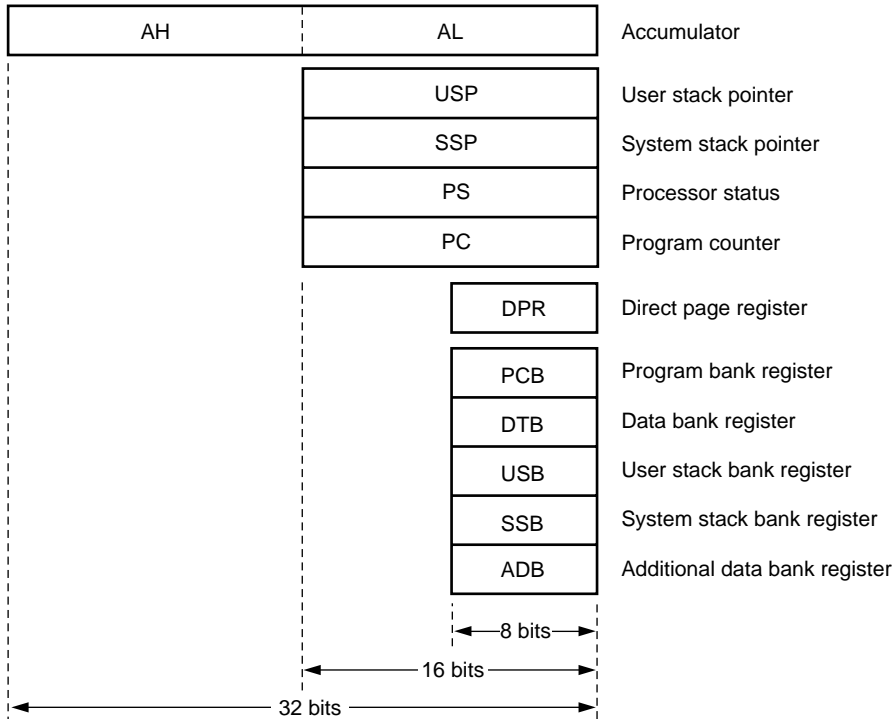 AH AL Accumulator
USP User stack pointer
SSP System stack pointer
PS Processor status
PC Program counter
DPR Direct page register
PCB Program bank register
DTB Data bank register
USB User stack bank register
SSB System stack bank register
ADB Additional data bank register
8 bits
16 bits
32 bits